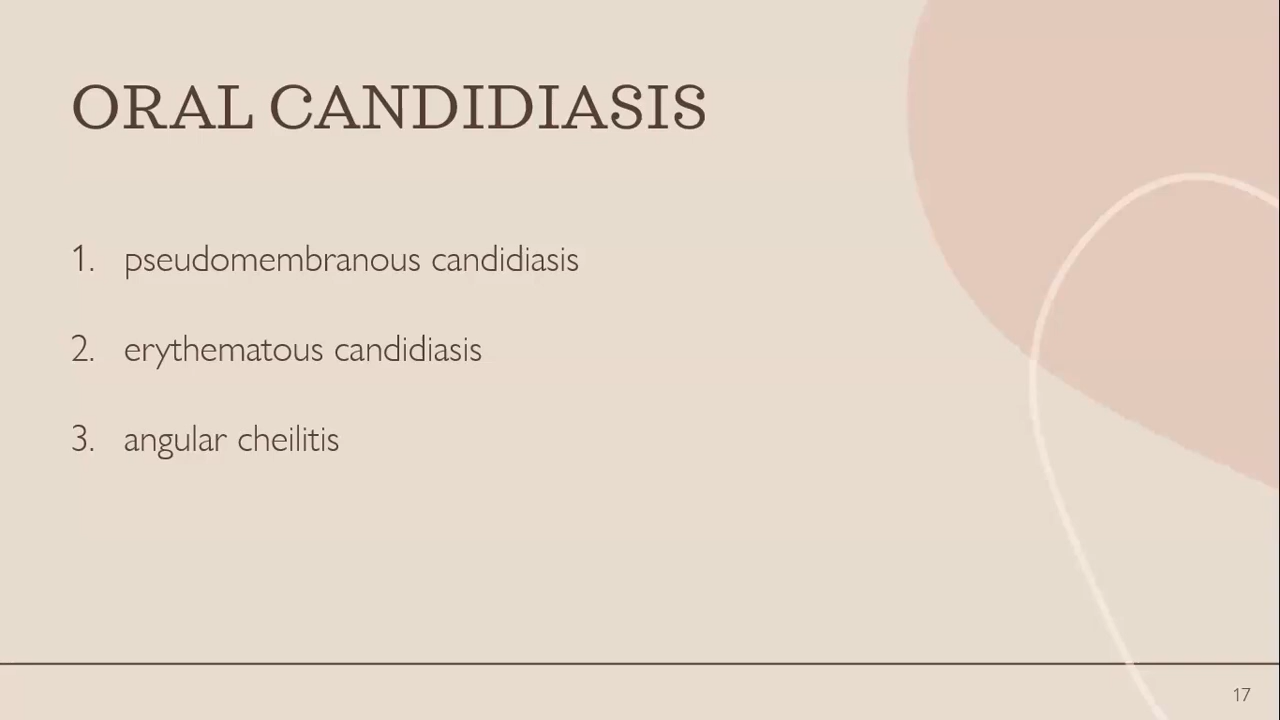 ORAL CANDIDIASIS
1. pseudomembranous candidiasis
2. erythematous candidiasis
3. angular cheilitis
17